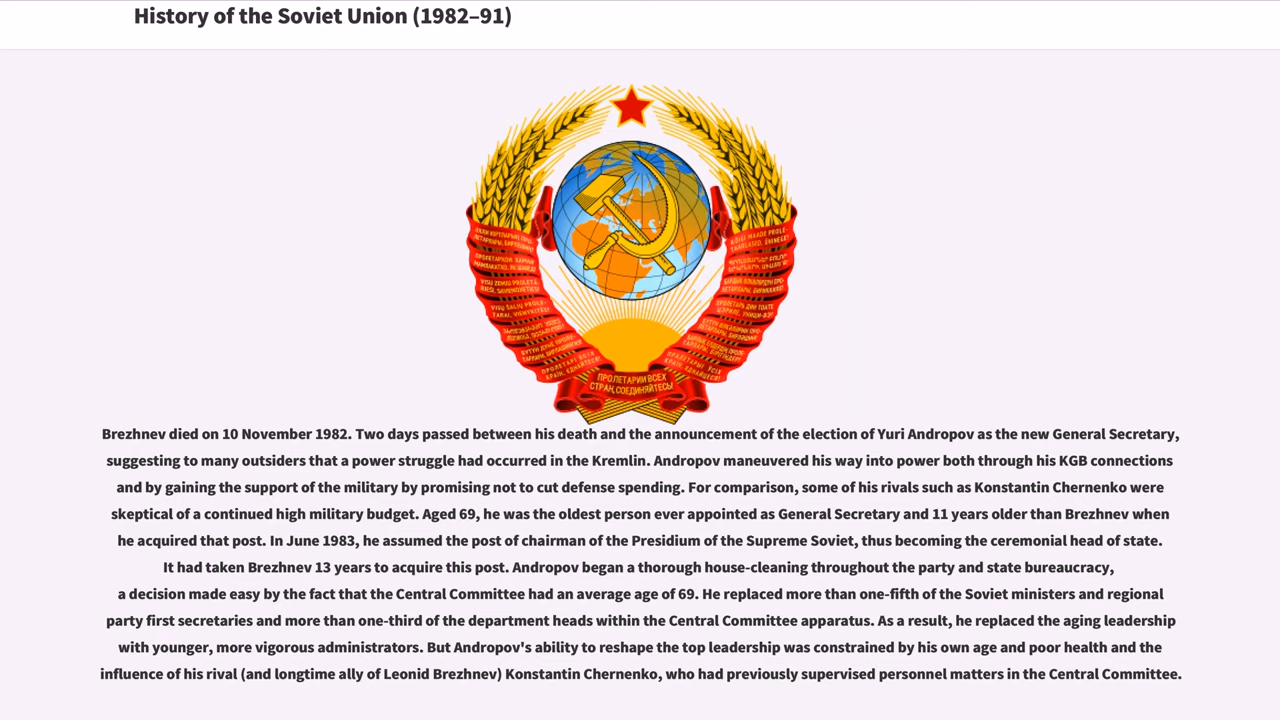 History of the Soviet Union (1982–91)
ПРОЛЕТАРИИ ВСЕХ
СТРАН, СОЕДИНЯЙТЕСЬ!
Brezhnev died on 10 November 1982. Two days passed between his death and the announcement of the election of Yuri Andropov as the new General Secretary,
suggesting to many outsiders that a power struggle had occurred in the Kremlin. Andropov maneuvered his way into power both through his KGB connections
and by gaining the support of the military by promising not to cut defense spending. For comparison, some of his rivals such as Konstantin Chernenko were
skeptical of a continued high military budget. Aged 69, he was the oldest person ever appointed as General Secretary and 11 years older than Brezhnev when
he acquired that post. In June 1983, he assumed the post of chairman of the Presidium of the Supreme Soviet, thus becoming the ceremonial head of state.
It had taken Brezhnev 13 years to acquire this post. Andropov began a thorough house-cleaning throughout the party and state bureaucracy,
a decision made easy by the fact that the Central Committee had an average age of 69. He replaced more than one-fifth of the Soviet ministers and regional
party first secretaries and more than one-third of the department heads within the Central Committee apparatus. As a result, he replaced the aging leadership
with younger, more vigorous administrators. But Andropov's ability to reshape the top leadership was constrained by his own age and poor health and the
influence of his rival (and longtime ally of Leonid Brezhnev) Konstantin Chernenko, who had previously supervised personnel matters in the Central Committee.